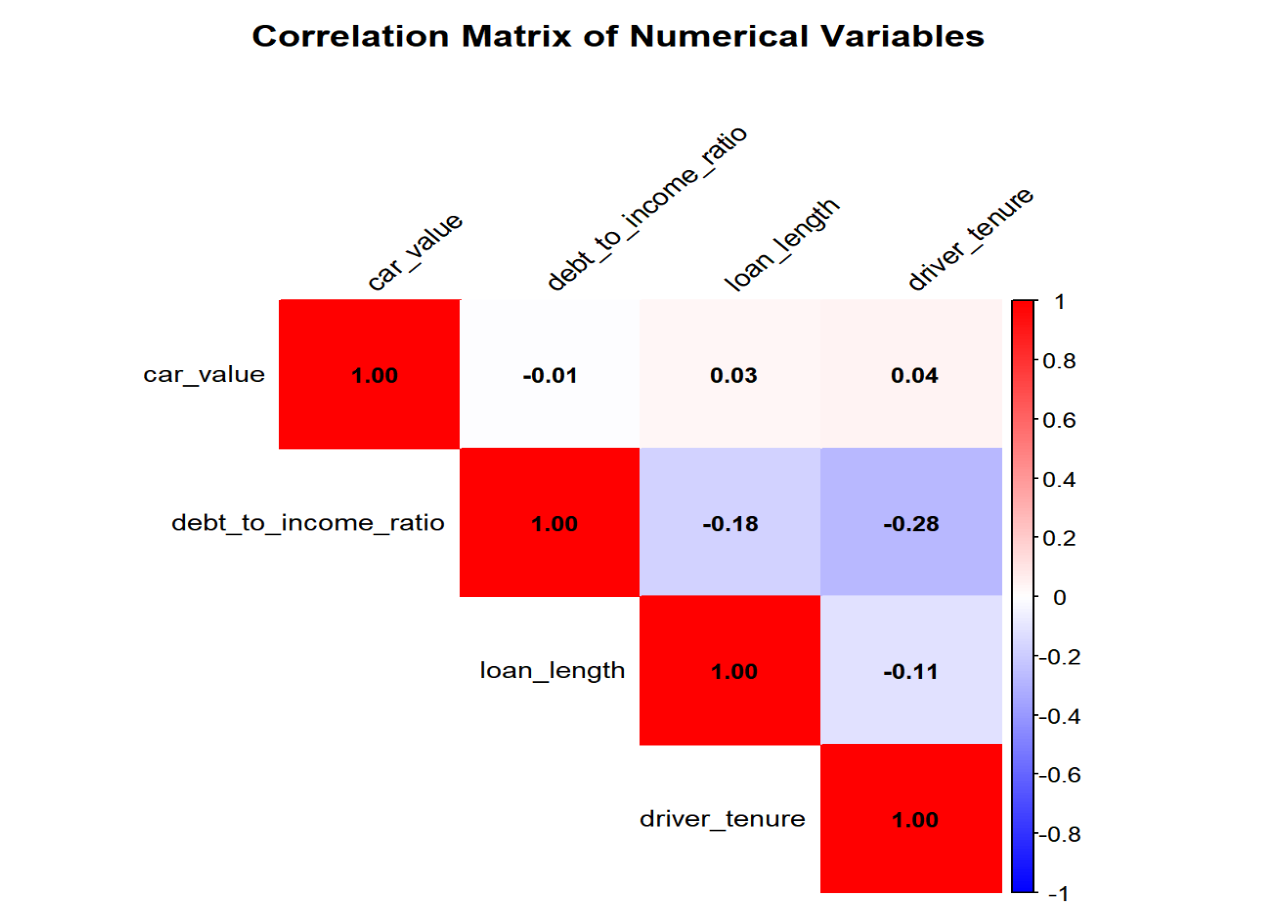 Correlation Matrix of Numerical Variables
car_value
debt_to_income_ratio
loan_length
driver_tenure
car_value 1.00 -0.01 0.03 0.04
debt_to_income_ratio 1.00 -0.18 -0.28
loan_length 1.00 -0.11
driver_tenure 1.00
1
0.8
0.6
0.4
0.2
0
-0.2
-0.4
-0.6
-0.8
-1